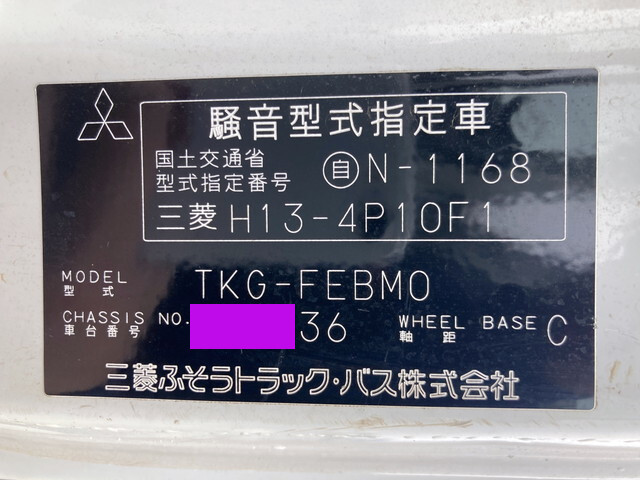 騒音型式指定車
国土交通省
型式指定番号 自 N-1168
三菱 H13-4P10F1
MODEL
型式 TKG-FEBM0
CHASSIS NO. 36 WHEEL BASE C
車台番号 軸距
三菱ふそうトラック・バス株式会社